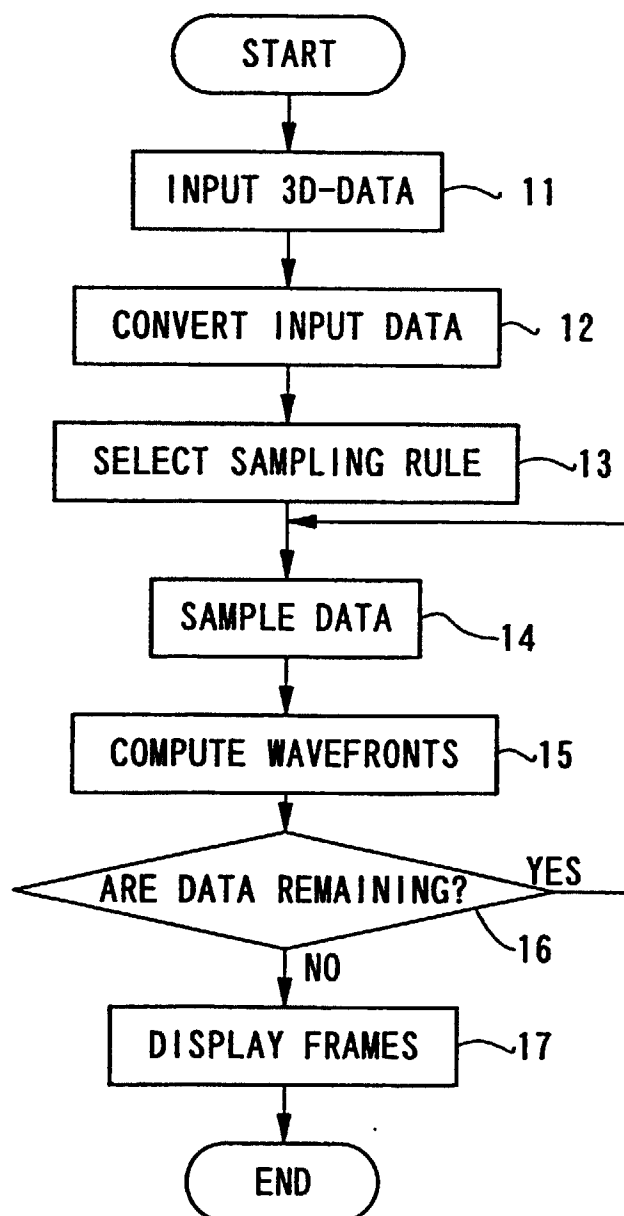 START
INPUT 3D-DATA 11
CONVERT INPUT DATA 12
SELECT SAMPLING RULE 13
SAMPLE DATA 14
COMPUTE WAVEFRONTS 15
ARE DATA REMAINING? YES
16
NO
DISPLAY FRAMES 17
END